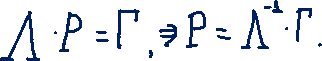 Λ · P = Γ, ⇒ P = Λ⁻¹ · Γ.